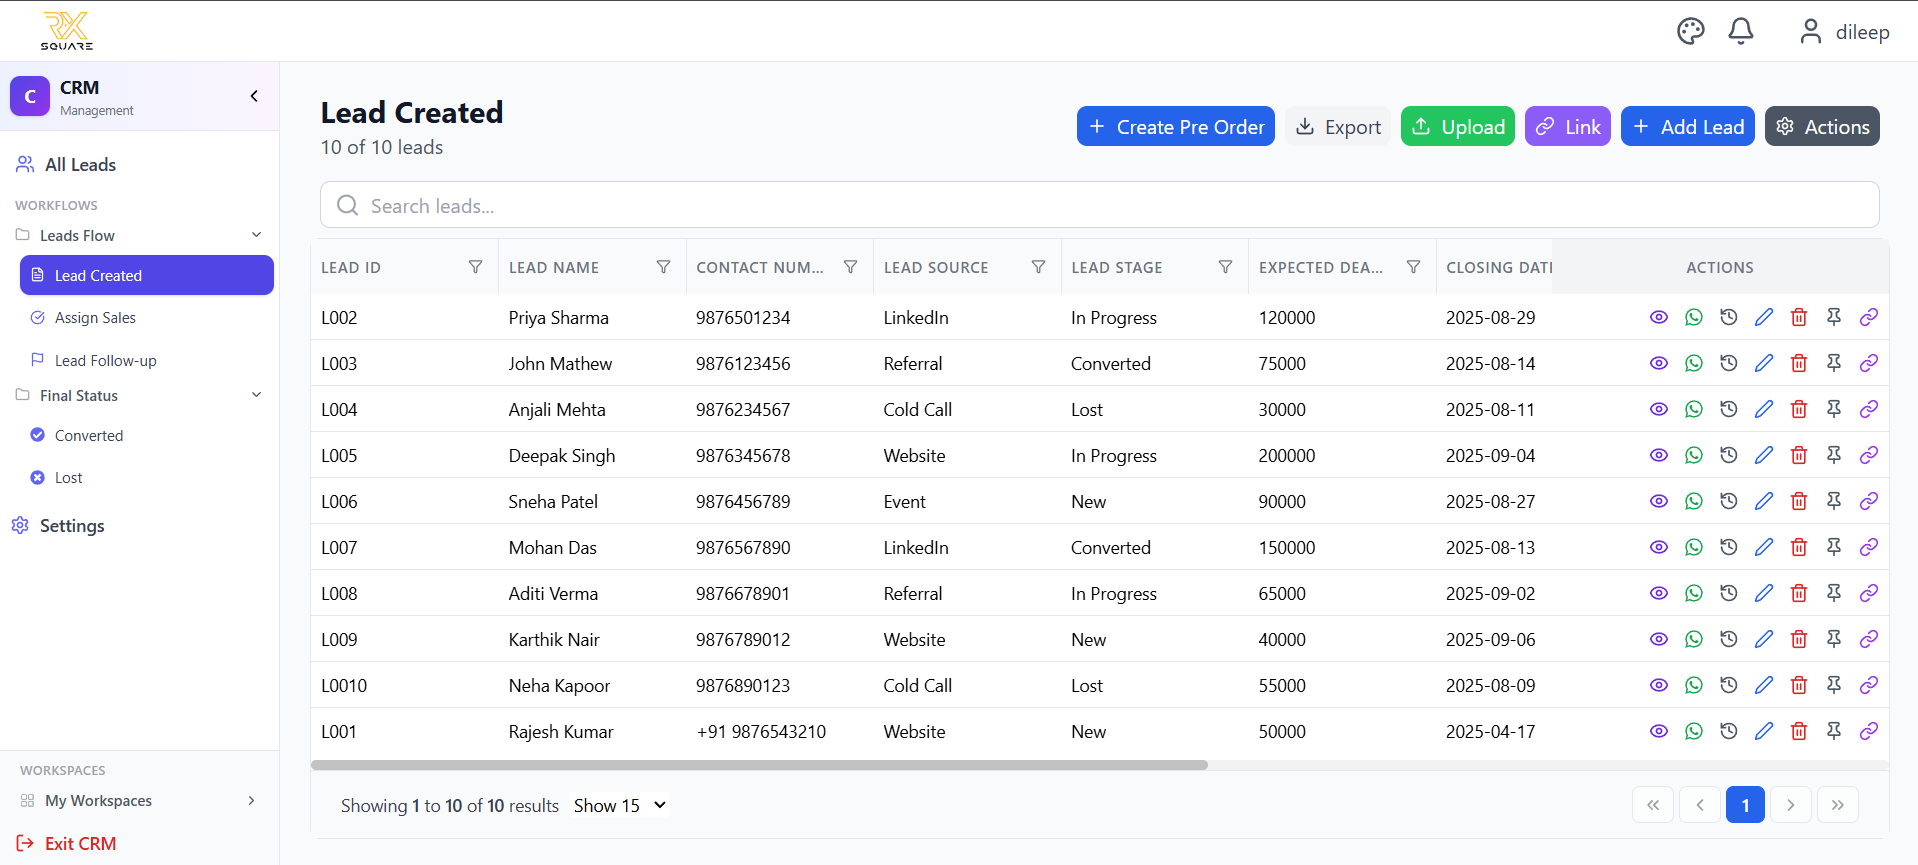 RX
SQUARE
dileep
C
CRM
Management
All Leads
WORKFLOWS
Leads Flow
Lead Created
Assign Sales
Lead Follow-up
Final Status
Converted
Lost
Settings
WORKSPACES
My Workspaces
Exit CRM
Lead Created
10 of 10 leads
Create Pre Order Export Upload Link Add Lead Actions
Search leads...
LEAD ID LEAD NAME CONTACT NUM... LEAD SOURCE LEAD STAGE EXPECTED DEA... CLOSING DATE ACTIONS
L002 Priya Sharma 9876501234 LinkedIn In Progress 120000 2025-08-29
L003 John Mathew 9876123456 Referral Converted 75000 2025-08-14
L004 Anjali Mehta 9876234567 Cold Call Lost 30000 2025-08-11
L005 Deepak Singh 9876345678 Website In Progress 200000 2025-09-04
L006 Sneha Patel 9876456789 Event New 90000 2025-08-27
L007 Mohan Das 9876567890 LinkedIn Converted 150000 2025-08-13
L008 Aditi Verma 9876678901 Referral In Progress 65000 2025-09-02
L009 Karthik Nair 9876789012 Website New 40000 2025-09-06
L0010 Neha Kapoor 9876890123 Cold Call Lost 55000 2025-08-09
L001 Rajesh Kumar +91 9876543210 Website New 50000 2025-04-17
Showing 1 to 10 of 10 results Show 15
1